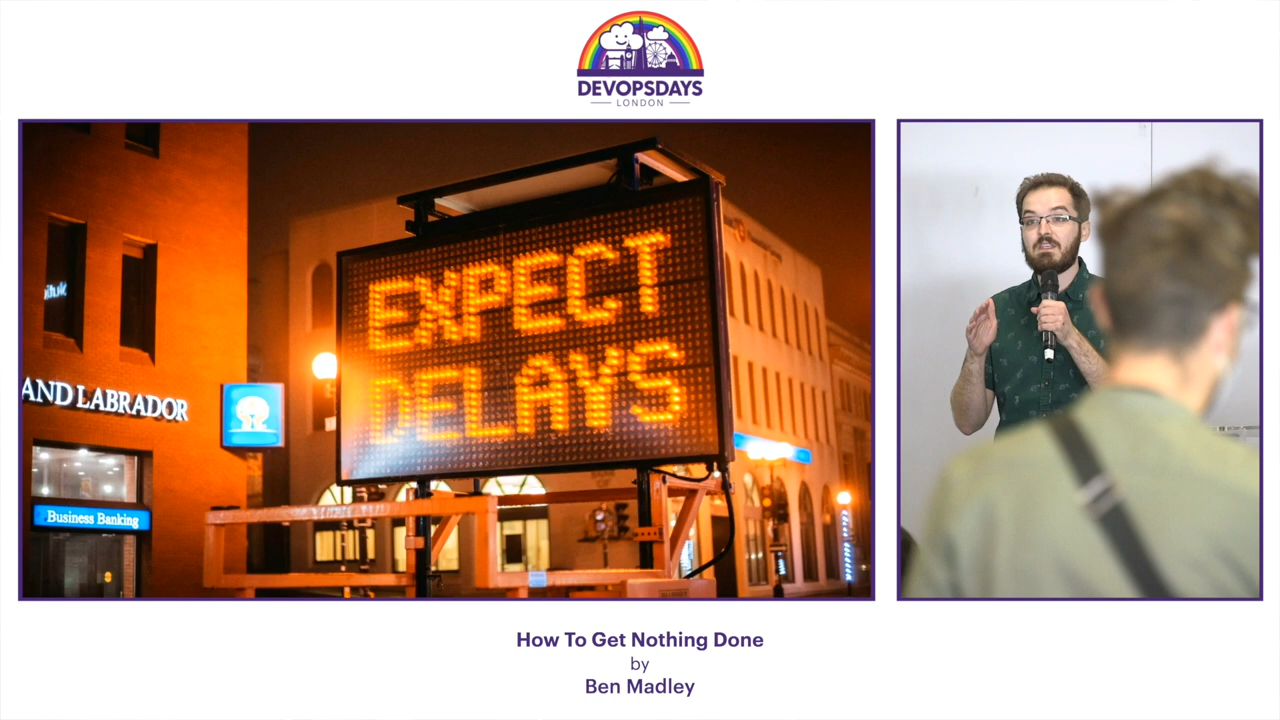 DEVOPSDAYS
LONDON
EXPECT
DELAYS
AND LABRADOR
Business Banking
How To Get Nothing Done
by
Ben Madley